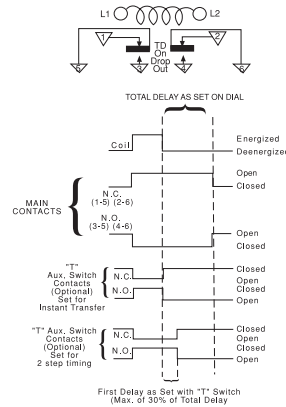 L1 L2
1 2
TD
On
Drop
Out
5 3 4 6
TOTAL DELAY AS SET ON DIAL
Coil
Energized
Deenergized
MAIN
CONTACTS
N.C.
(1-5) (2-6)
Open
Closed
N.O.
(3-5) (4-6)
Open
Closed
"T"
Aux, Switch
Contacts
(Optional)
Set for
Instant Transfer
N.C.
N.O.
Closed
Open
Closed
Open
"T" Aux, Switch
Contacts
(Optional)
Set for
2 step timing
N.C.
N.O.
Closed
Open
Closed
Open
First Delay as Set with "T" Switch
(Max. of 30% of Total Delay